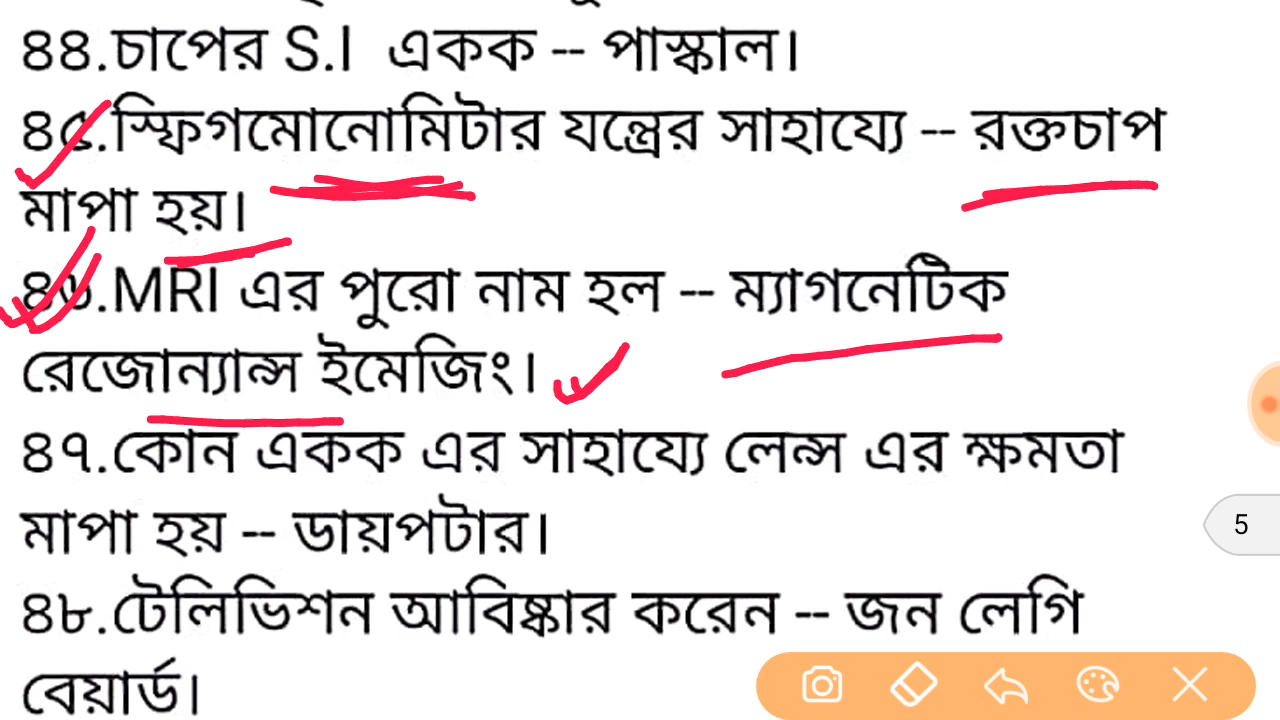 ৪৪.চাপের S.I একক -- পাস্কাল।
৪৫.স্ফিগমোনোমিটার যন্ত্রের সাহায্যে -- রক্তচাপ
মাপা হয়।
৪৬.MRI এর পুরো নাম হল -- ম্যাগনেটিক
রেজোন্যান্স ইমেজিং।
৪৭.কোন একক এর সাহায্যে লেন্স এর ক্ষমতা
মাপা হয় -- ডায়পটার।
5
৪৮.টেলিভিশন আবিষ্কার করেন -- জন লেগি
বেয়ার্ড।